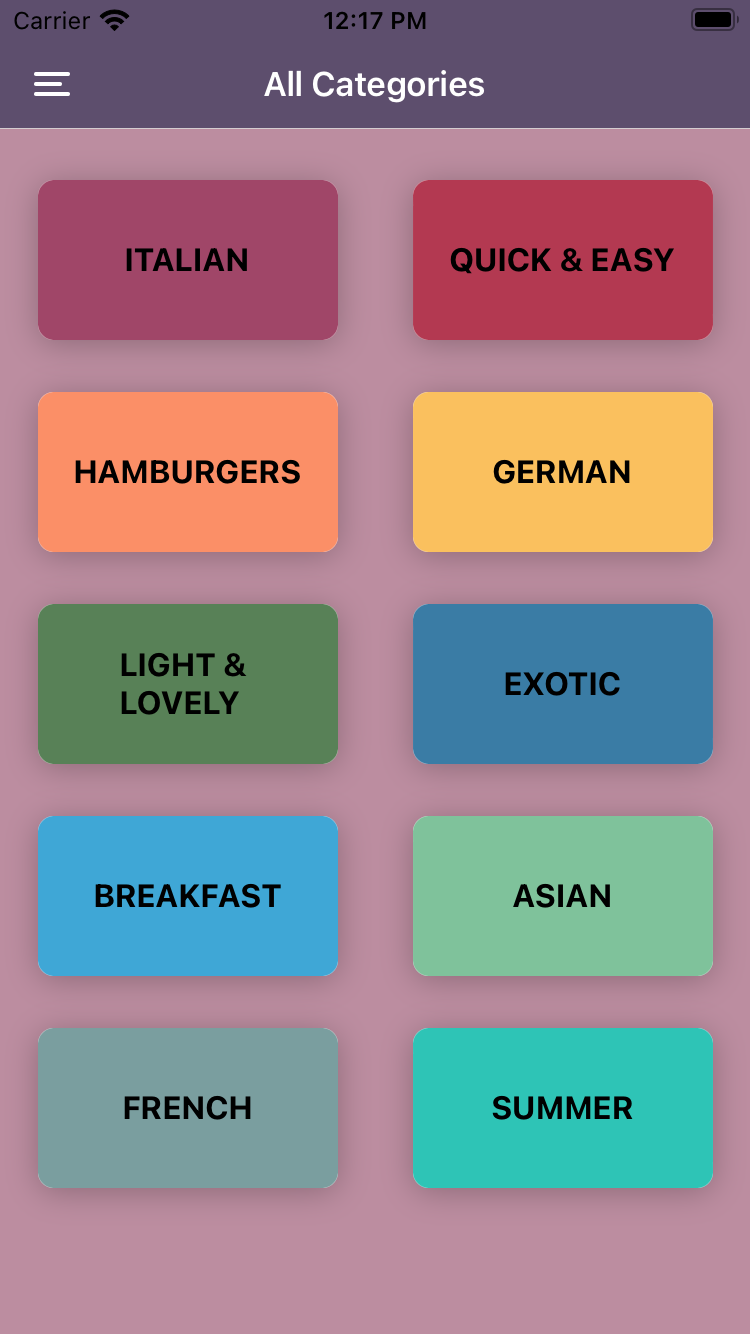 Carrier 12:17 PM
All Categories
ITALIAN
QUICK & EASY
HAMBURGERS
GERMAN
LIGHT &
LOVELY
EXOTIC
BREAKFAST
ASIAN
FRENCH
SUMMER